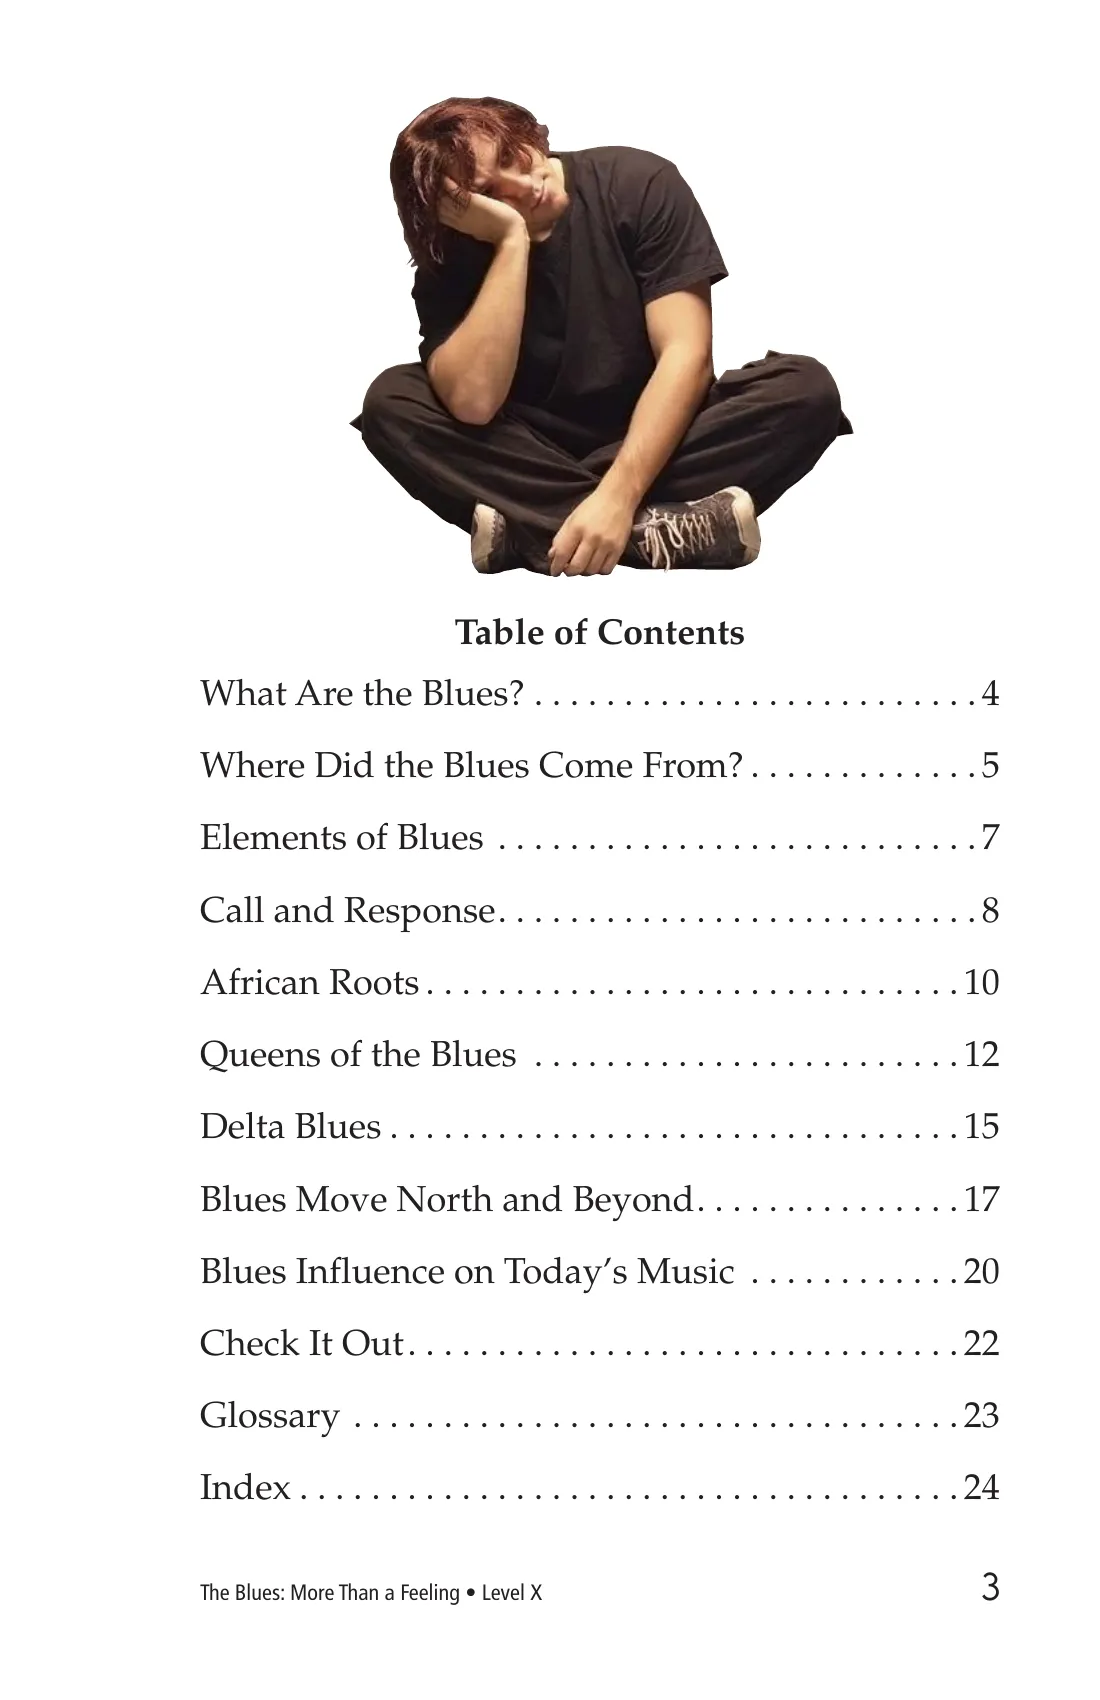 Table of Contents
What Are the Blues? . . . . . . . . . . . . . . . . . . . . . . . . . 4
Where Did the Blues Come From? . . . . . . . . . . . . . 5
Elements of Blues . . . . . . . . . . . . . . . . . . . . . . . . . . . 7
Call and Response. . . . . . . . . . . . . . . . . . . . . . . . . . . 8
African Roots . . . . . . . . . . . . . . . . . . . . . . . . . . . . . . 10
Queens of the Blues . . . . . . . . . . . . . . . . . . . . . . . . 12
Delta Blues . . . . . . . . . . . . . . . . . . . . . . . . . . . . . . . . 15
Blues Move North and Beyond. . . . . . . . . . . . . . . 17
Blues Influence on Today’s Music . . . . . . . . . . . . 20
Check It Out. . . . . . . . . . . . . . . . . . . . . . . . . . . . . . . 22
Glossary . . . . . . . . . . . . . . . . . . . . . . . . . . . . . . . . . . 23
Index . . . . . . . . . . . . . . . . . . . . . . . . . . . . . . . . . . . . . 24
The Blues: More Than a Feeling • Level X 3